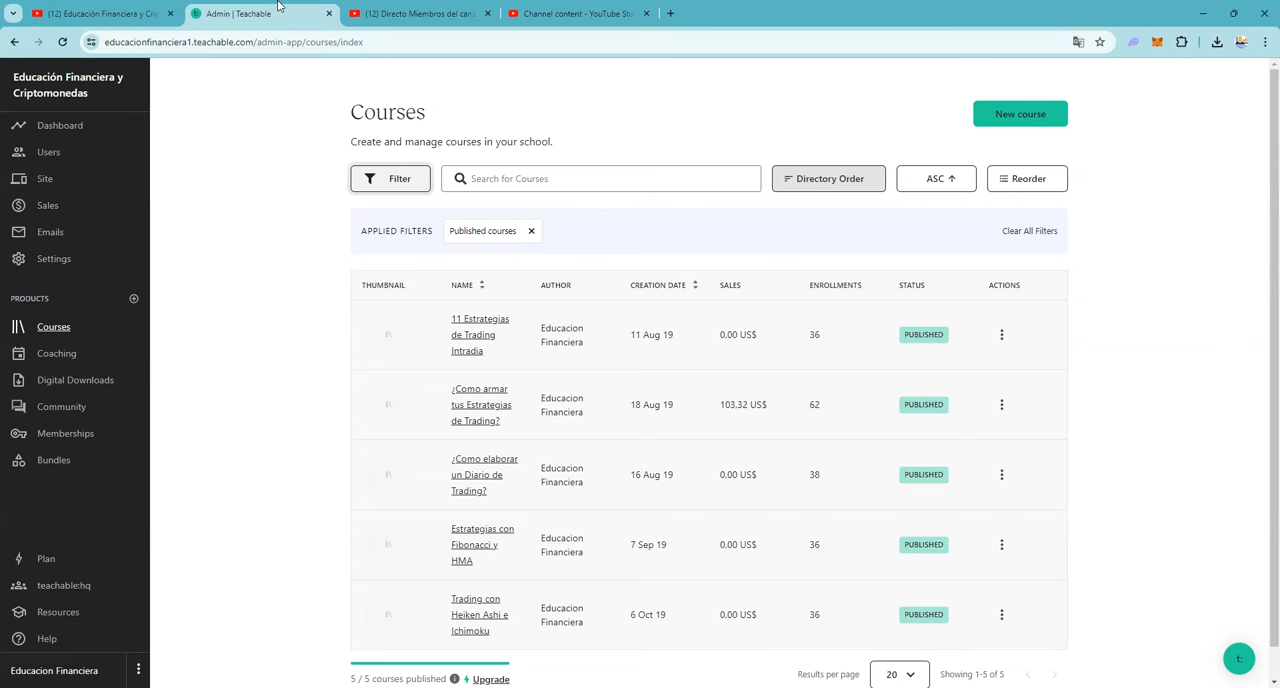 (12) Educación Financiera y Crip
Admin | Teachable
(12) Directo Miembros del cana
Channel content - YouTube Stu
educacionfinanciera1.teachable.com/admin-app/courses/index
Educación Financiera y
Criptomonedas
Dashboard
Users
Site
Sales
Emails
Settings
PRODUCTS
Courses
Coaching
Digital Downloads
Community
Memberships
Bundles
Plan
teachable:hq
Resources
Help
Educacion Financiera
Courses
New course
Create and manage courses in your school.
Filter
Search for Courses
Directory Order
ASC
Reorder
APPLIED FILTERS
Published courses
Clear All Filters
THUMBNAIL NAME AUTHOR CREATION DATE SALES ENROLLMENTS STATUS ACTIONS
11 Estrategias
de Trading
Intradia
Educacion
Financiera
11 Aug 19
0,00 US$
36
PUBLISHED
¿Como armar
tus Estrategias
de Trading?
Educacion
Financiera
18 Aug 19
103,32 US$
62
PUBLISHED
¿Como elaborar
un Diario de
Trading?
Educacion
Financiera
16 Aug 19
0,00 US$
38
PUBLISHED
Estrategias con
Fibonacci y
HMA
Educacion
Financiera
7 Sep 19
0,00 US$
36
PUBLISHED
Trading con
Heiken Ashi e
Ichimoku
Educacion
Financiera
6 Oct 19
0,00 US$
36
PUBLISHED
5 / 5 courses published
Upgrade
Results per page
20
Showing 1-5 of 5
t: